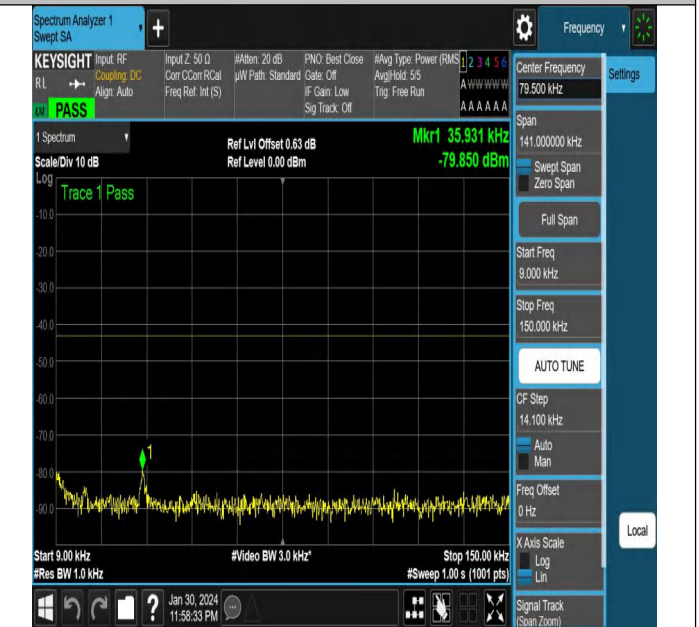 Spectrum Analyzer 1
Swept SA
+
Frequency
KEYSIGHT
RL
PASS
Input: RF
Coupling: DC
Align: Auto
Input Z: 50 Ω
Corr CCorr RCal
Freq Ref: Int (S)
#Atten: 20 dB
µW Path: Standard
PNO: Best Close
Gate: Off
IF Gain: Low
Sig Track: Off
#Avg Type: Power (RMS
Avg|Hold: 5/5
Trig: Free Run
1 2 3 4 5 6
A W W W W W
A A A A A A
1 Spectrum
Scale/Div 10 dB
Ref Lvl Offset 0.63 dB
Ref Level 0.00 dBm
Mkr1 35.931 kHz
-79.850 dBm
Log
Trace 1 Pass
-10.0
-20.0
-30.0
-40.0
-50.0
-60.0
-70.0
-80.0
-90.0
1
Start 9.00 kHz
#Res BW 1.0 kHz
#Video BW 3.0 kHz*
Stop 150.00 kHz
#Sweep 1.00 s (1001 pts)
Jan 30, 2024
11:58:33 PM
Center Frequency
79.500 kHz
Settings
Span
141.000000 kHz
Swept Span
Zero Span
Full Span
Start Freq
9.000 kHz
Stop Freq
150.000 kHz
AUTO TUNE
CF Step
14.100 kHz
Auto
Man
Freq Offset
0 Hz
Local
X Axis Scale
Log
Lin
Signal Track
(Span Zoom)